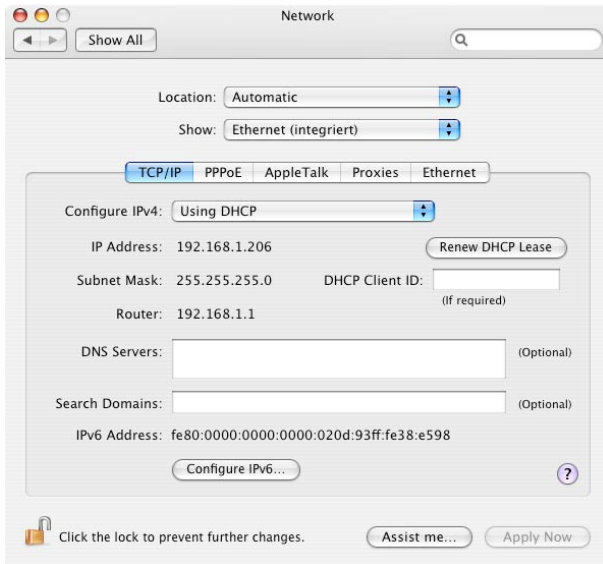 Network
Show All
Location: Automatic
Show: Ethernet (integriert)
TCP/IP PPPoE AppleTalk Proxies Ethernet
Configure IPv4: Using DHCP
IP Address: 192.168.1.206 Renew DHCP Lease
Subnet Mask: 255.255.255.0 DHCP Client ID:
(If required)
Router: 192.168.1.1
DNS Servers: (Optional)
Search Domains: (Optional)
IPv6 Address: fe80:0000:0000:0000:020d:93ff:fe38:e598
Configure IPv6... ?
Click the lock to prevent further changes. Assist me... Apply Now